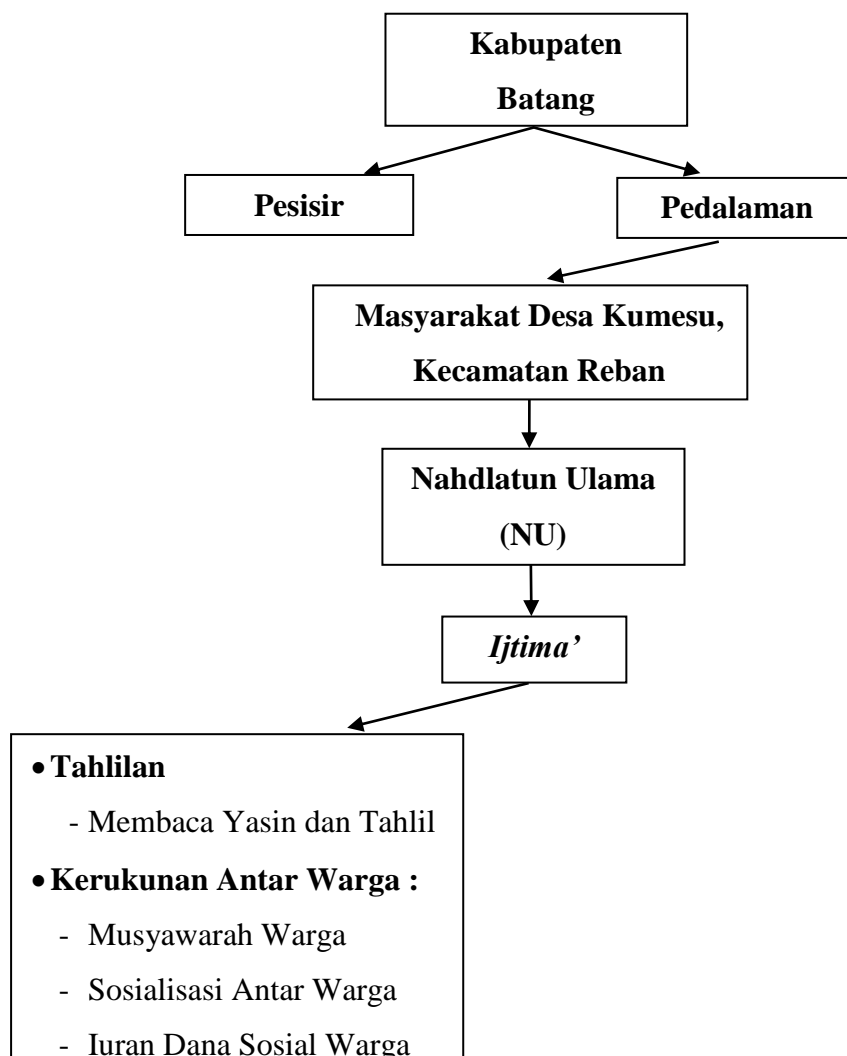 Kabupaten
Batang
Pesisir
Pedalaman
Masyarakat Desa Kumesu,
Kecamatan Reban
Nahdlatun Ulama
(NU)
Ijtima’
• Tahlilan
- Membaca Yasin dan Tahlil
• Kerukunan Antar Warga :
- Musyawarah Warga
- Sosialisasi Antar Warga
- Iuran Dana Sosial Warga